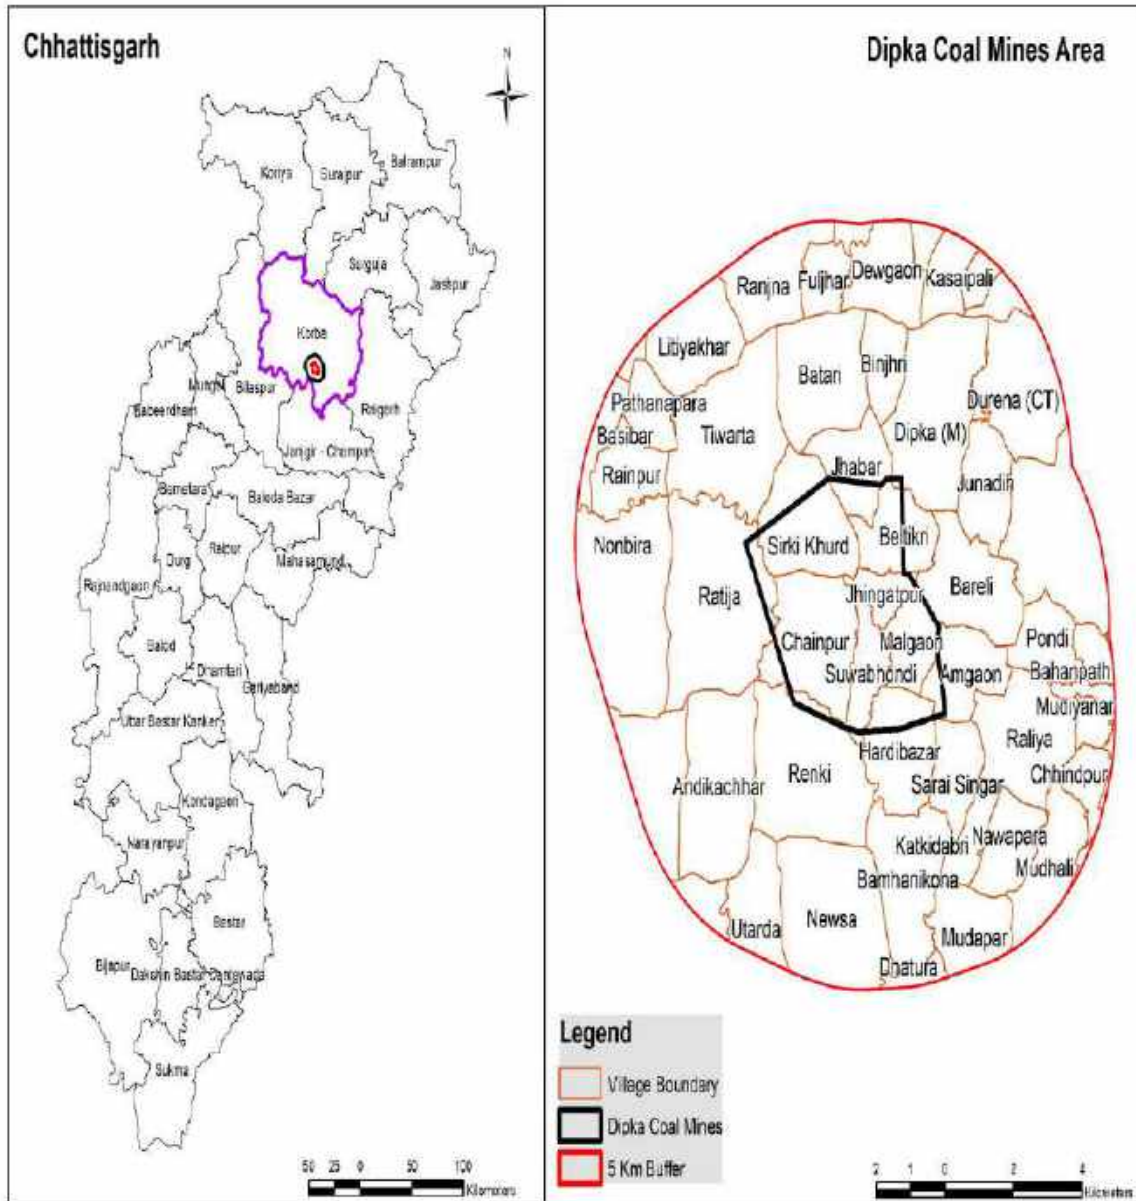 Chhattisgarh
N
Koriya
Surajpur
Balrampur
Surguja
Jashpur
Korba
Bilaspur
Raigarh
Janjgir - Champa
Bametara
Baloda Bazar
Durg
Raipur
Mahasamund
Rajnandgaon
Balod
Dhamtari
Gariyaband
Uttar Bastar Kanker
Kondagaon
Narayanpur
Bastar
Bijapur
Dakshin Bastar Dantewada
Sukma
50 25 0 50 100
Kilometers
Dipka Coal Mines Area
Ranjna
Fuljhar
Dewgaon
Kasaipali
Litiyakhar
Batari
Binjhri
Pathanapara
Durena (CT)
Basibar
Tiwarta
Dipka (M)
Rainpur
Jhabar
Junadih
Nonbira
Sirki Khurd
Beltikri
Ratija
Jhingatpur
Bareli
Chainpur
Malgaon
Pondi
Suwabhondi
Amgaon
Bahanpath
Mudiyanar
Raliya
Hardibazar
Andikachhar
Renki
Sarai Singar
Chhindpur
Katkidabri
Nawapara
Mudhali
Bamhanikona
Utarda
Newsa
Mudapar
Dhatura
Legend
Village Boundary
Dipka Coal Mines
5 Km Buffer
2 1 0 2 4
Kilometers